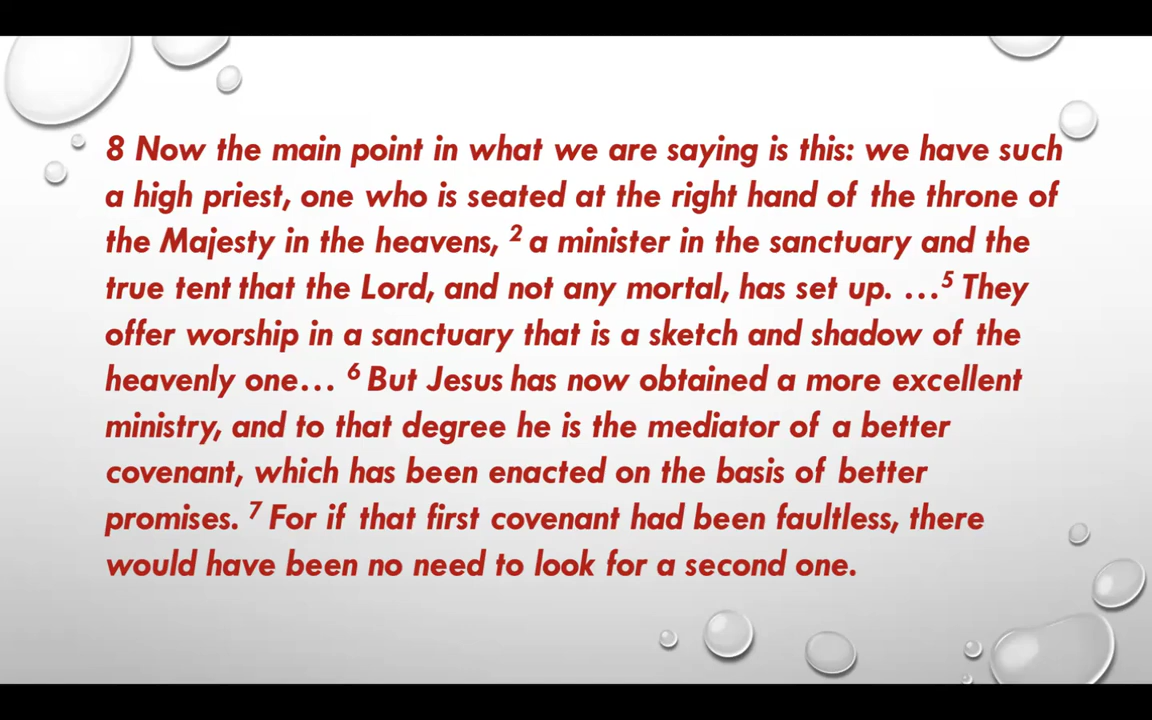 8 Now the main point in what we are saying is this: we have such
a high priest, one who is seated at the right hand of the throne of
the Majesty in the heavens, 2 a minister in the sanctuary and the
true tent that the Lord, and not any mortal, has set up. …5 They
offer worship in a sanctuary that is a sketch and shadow of the
heavenly one… 6 But Jesus has now obtained a more excellent
ministry, and to that degree he is the mediator of a better
covenant, which has been enacted on the basis of better
promises. 7 For if that first covenant had been faultless, there
would have been no need to look for a second one.